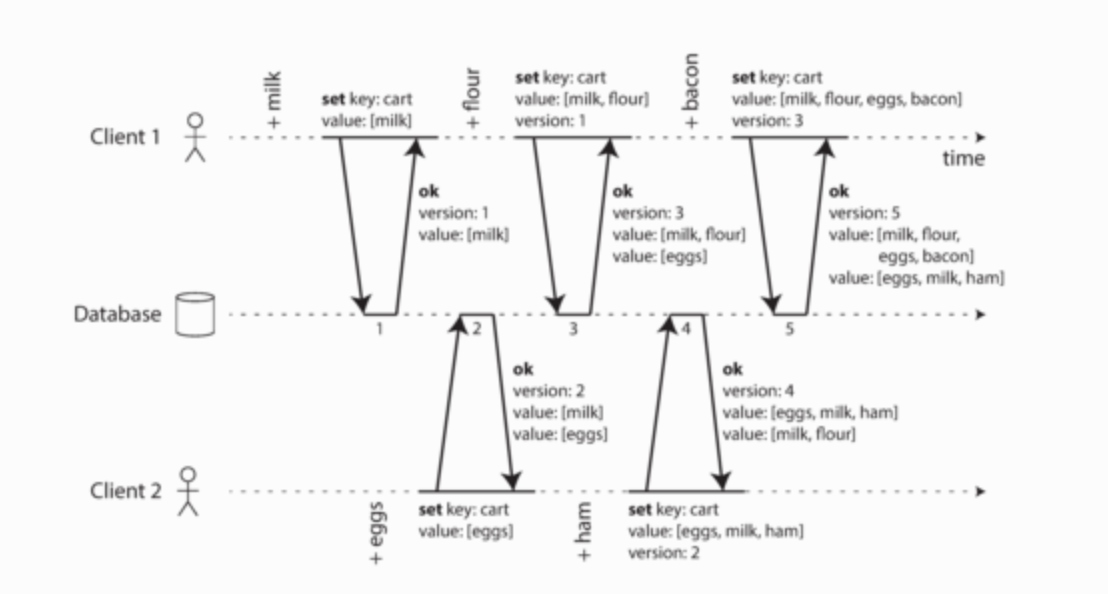 + milk
set key: cart
value: [milk]
+ flour
set key: cart
value: [milk, flour]
version: 1
+ bacon
set key: cart
value: [milk, flour, eggs, bacon]
version: 3
Client 1
time
ok
version: 1
value: [milk]
ok
version: 3
value: [milk, flour]
value: [eggs]
ok
version: 5
value: [milk, flour,
eggs, bacon]
value: [eggs, milk, ham]
Database
1
2
3
4
5
ok
version: 2
value: [milk]
value: [eggs]
ok
version: 4
value: [eggs, milk, ham]
value: [milk, flour]
Client 2
+ eggs
set key: cart
value: [eggs]
+ ham
set key: cart
value: [eggs, milk, ham]
version: 2